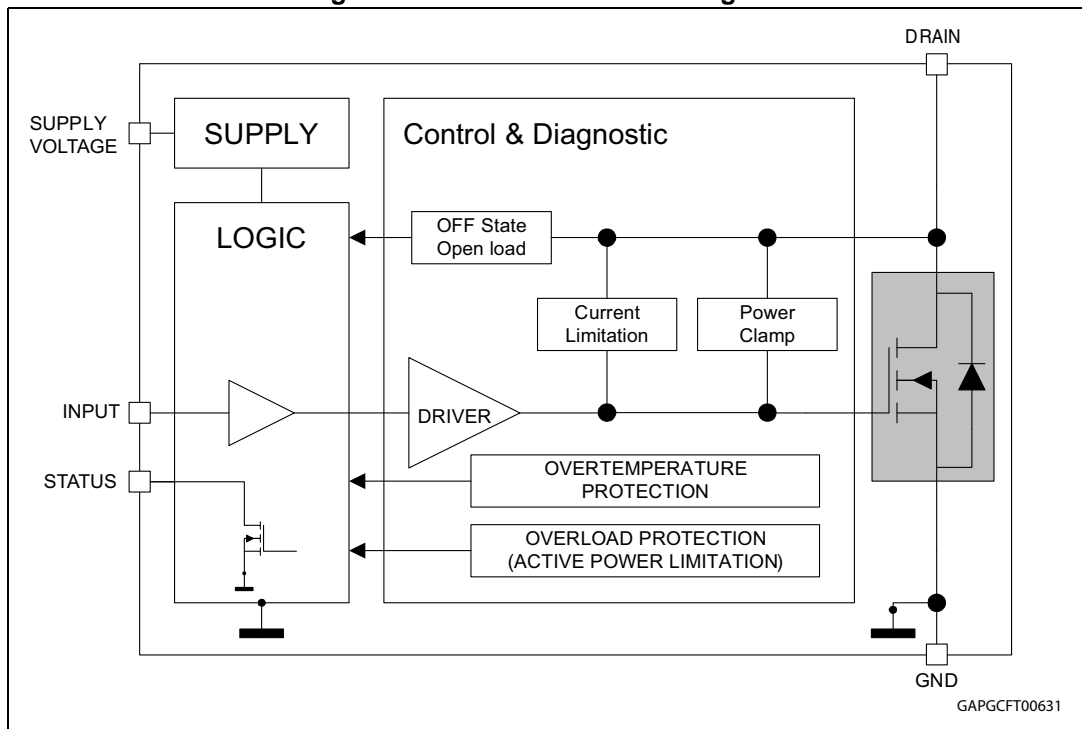 DRAIN
SUPPLY
VOLTAGE
SUPPLY
Control & Diagnostic
LOGIC
OFF State
Open load
Current
Limitation
Power
Clamp
INPUT
DRIVER
STATUS
OVERTEMPERATURE
PROTECTION
OVERLOAD PROTECTION
(ACTIVE POWER LIMITATION)
GND
GAPGCFT00631